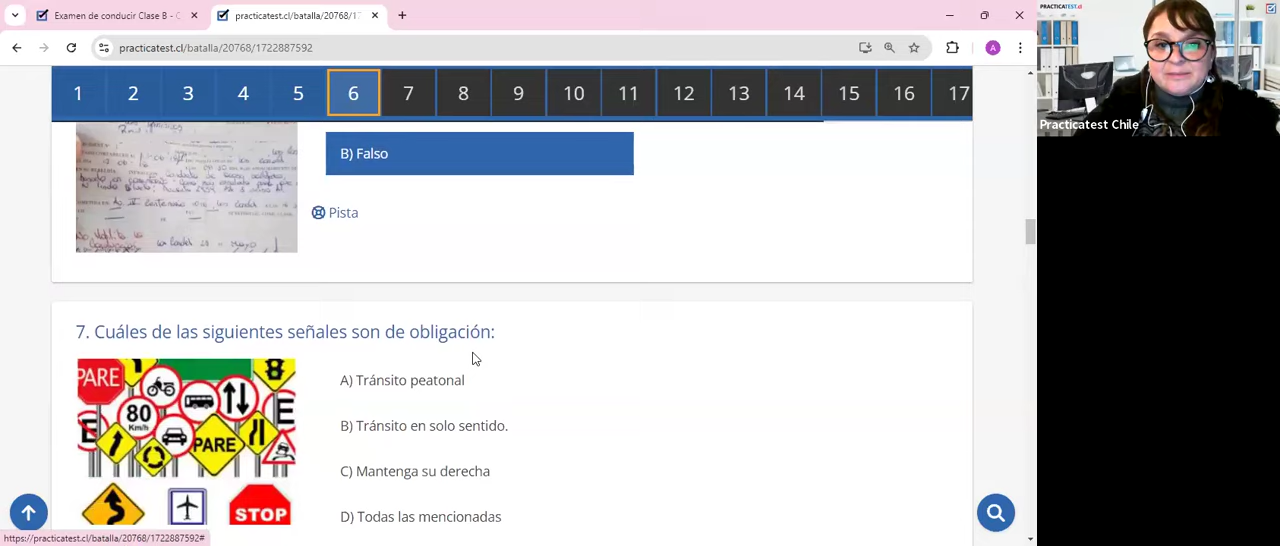 Examen de conducir Clase B - C
practicatest.cl/batalla/20768/17
practicatest.cl/batalla/20768/1722887592
A
PRACTICATEST.cl
Practicatest Chile
1 2 3 4 5 6 7 8 9 10 11 12 13 14 15 16 17
B) Falso
Pista
7. Cuáles de las siguientes señales son de obligación:
PARE
80
Km/h
E
E
PARE
STOP
A) Tránsito peatonal
B) Tránsito en solo sentido.
C) Mantenga su derecha
D) Todas las mencionadas
https://practicatest.cl/batalla/20768/1722887592#